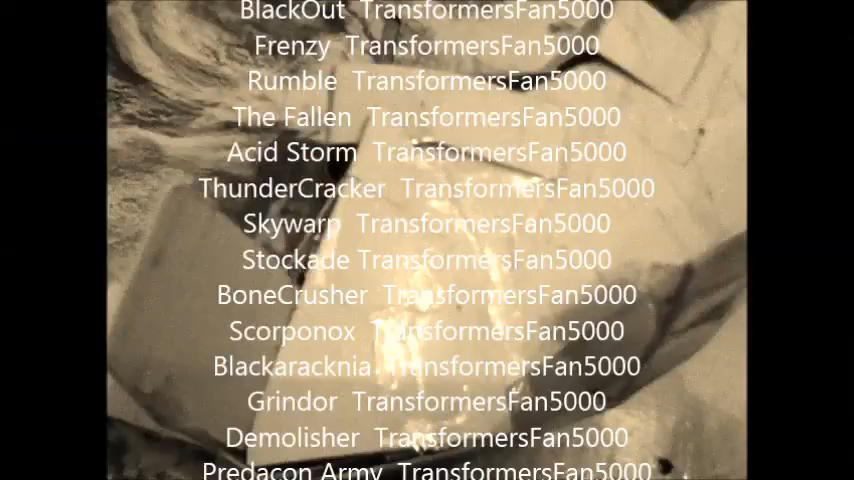 BlackOut TransformersFan5000
Frenzy TransformersFan5000
Rumble TransformersFan5000
The Fallen TransformersFan5000
Acid Storm TransformersFan5000
ThunderCracker TransformersFan5000
Skywarp TransformersFan5000
Stockade TransformersFan5000
BoneCrusher TransformersFan5000
Scorponox TransformersFan5000
Blackaracknia TransformersFan5000
Grindor TransformersFan5000
Demolisher TransformersFan5000
Predacon Army TransformersFan5000